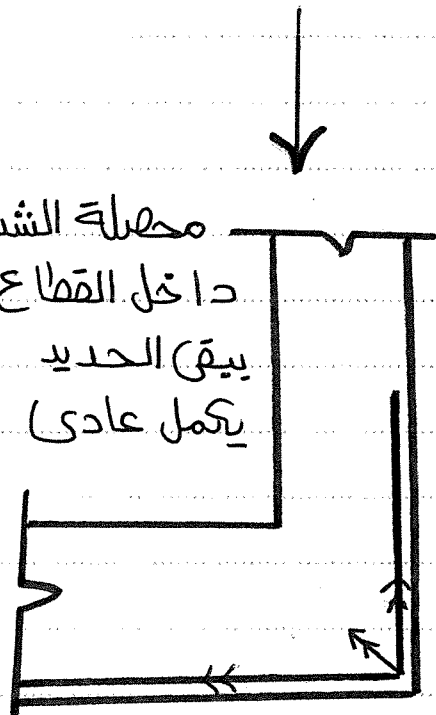 محصلة الشد
داخل القطاع
يبقى الحديد
يكمل عادى